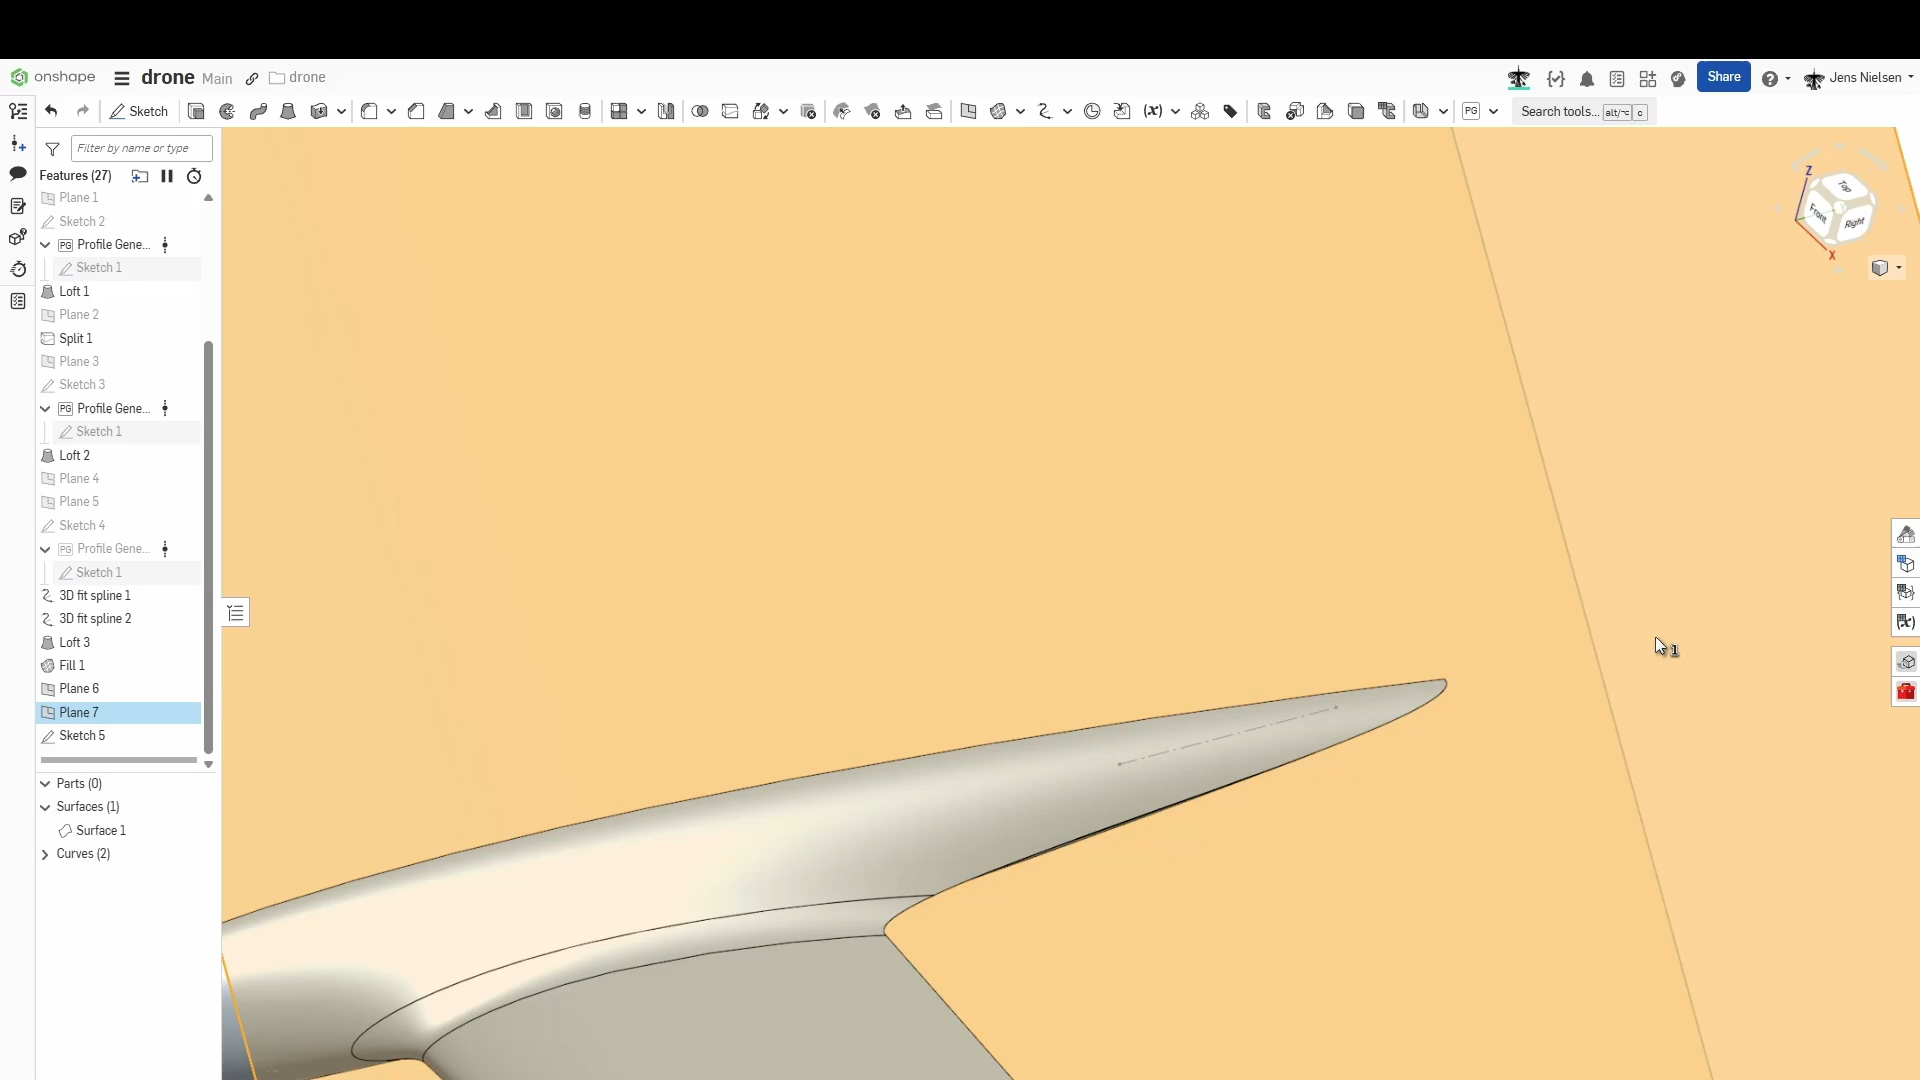 onshape drone Main drone Share Jens Nielsen
Sketch PG Search tools... alt/⌥ c
Filter by name or type
Features (27)
Plane 1
Sketch 2
PG Profile Gene...
Sketch 1
Loft 1
Plane 2
Split 1
Plane 3
Sketch 3
PG Profile Gene...
Sketch 1
Loft 2
Plane 4
Plane 5
Sketch 4
PG Profile Gene...
Sketch 1
3D fit spline 1
3D fit spline 2
Loft 3
Fill 1
Plane 6
Plane 7
Sketch 5
Parts (0)
Surfaces (1)
Surface 1
Curves (2)
Z
Top
Front
Right
X
1